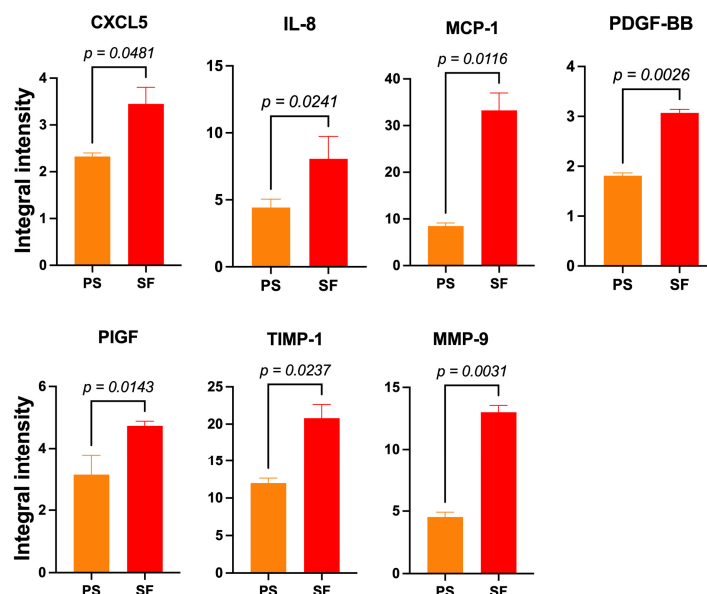 CXCL5
IL-8
MCP-1
PDGF-BB
p = 0.0481
p = 0.0241
p = 0.0116
p = 0.0026
Integral intensity
4
3
2
1
0
PS SF
15
10
5
0
PS SF
40
30
20
10
0
PS SF
4
3
2
1
0
PS SF
PIGF
TIMP-1
MMP-9
p = 0.0143
p = 0.0237
p = 0.0031
Integral intensity
6
4
2
0
PS SF
25
20
15
10
5
0
PS SF
15
10
5
0
PS SF